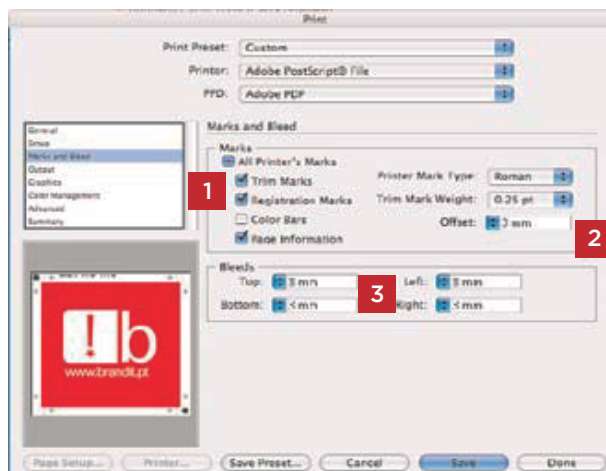 Print
Print Preset: Custom
Printer: Adobe PostScript® File
PPD: Adobe PDF
General
Setup
Marks and Bleed
Output
Graphics
Color Management
Advanced
Summary
Marks and Bleed
Marks
All Printer's Marks
1
Trim Marks
Registration Marks
Color Bars
Page Information
Printer Mark Type: Roman
Trim Mark Weight: 0.25 pt
Offset: mm
2
Bleeds
Top: mm
Left: mm
3
Bottom: mm
Right: mm
!b
www.brandit.pt
Page Setup... Printer... Save Preset... Cancel Save Done